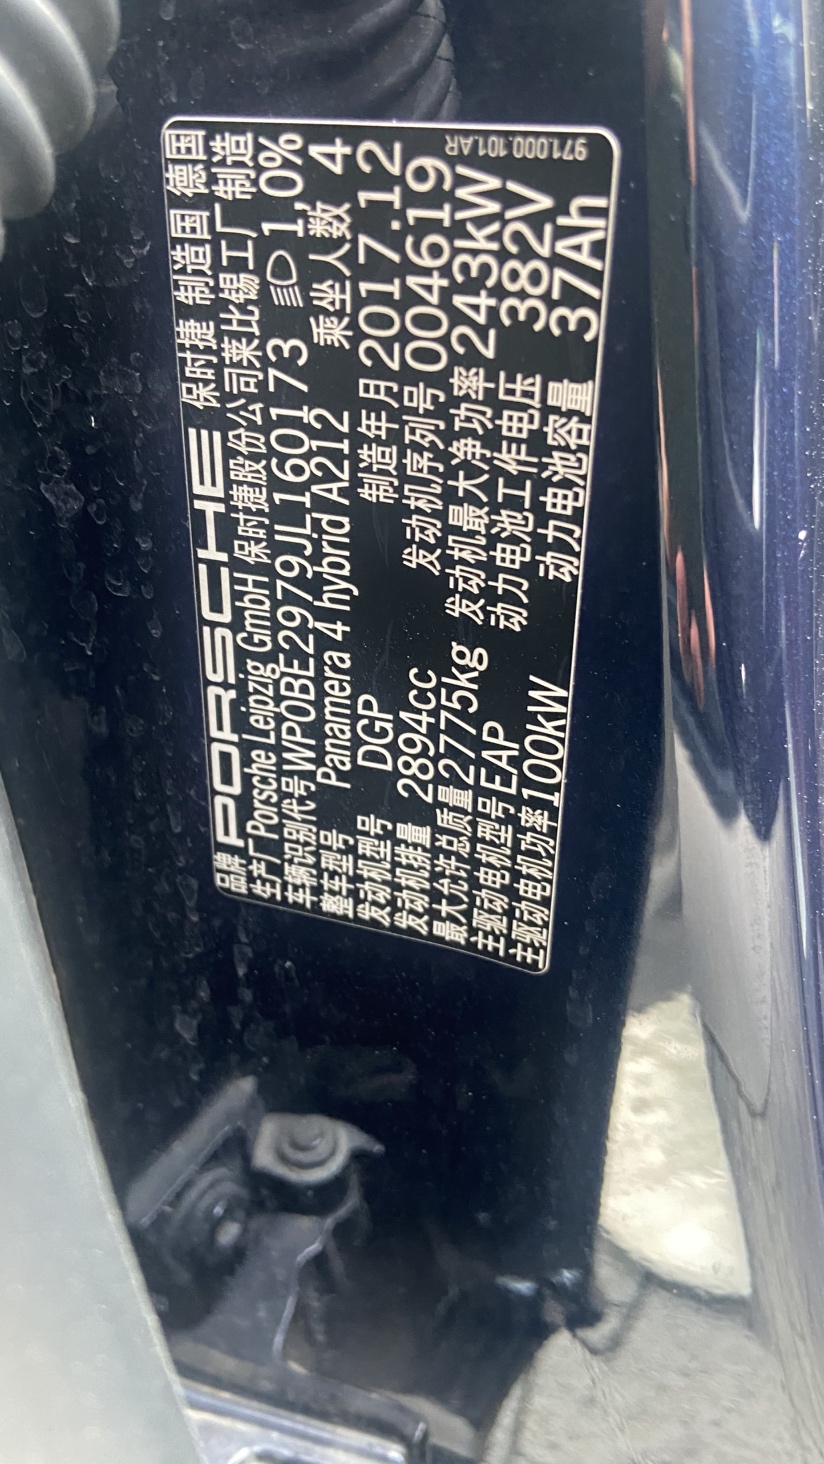 品牌 PORSCHE 保时捷 制造国 德国
生产厂 Porsche Leipzig GmbH 保时捷股份公司莱比锡工厂 制造
车辆识别代号 WP0BE2979JL160173 1,0%
整车型号 Panamera 4 hybrid A212 乘坐人数 4
发动机型号 DGP 制造年月 2017.12
发动机排量 2894cc 发动机序列号 004619
最大允许总质量 2775kg 发动机最大净功率 243kW
主驱动电机型号 EAP 动力电池工作电压 382V
主驱动电机功率 100kW 动力电池容量 37Ah
971.000.101.AR